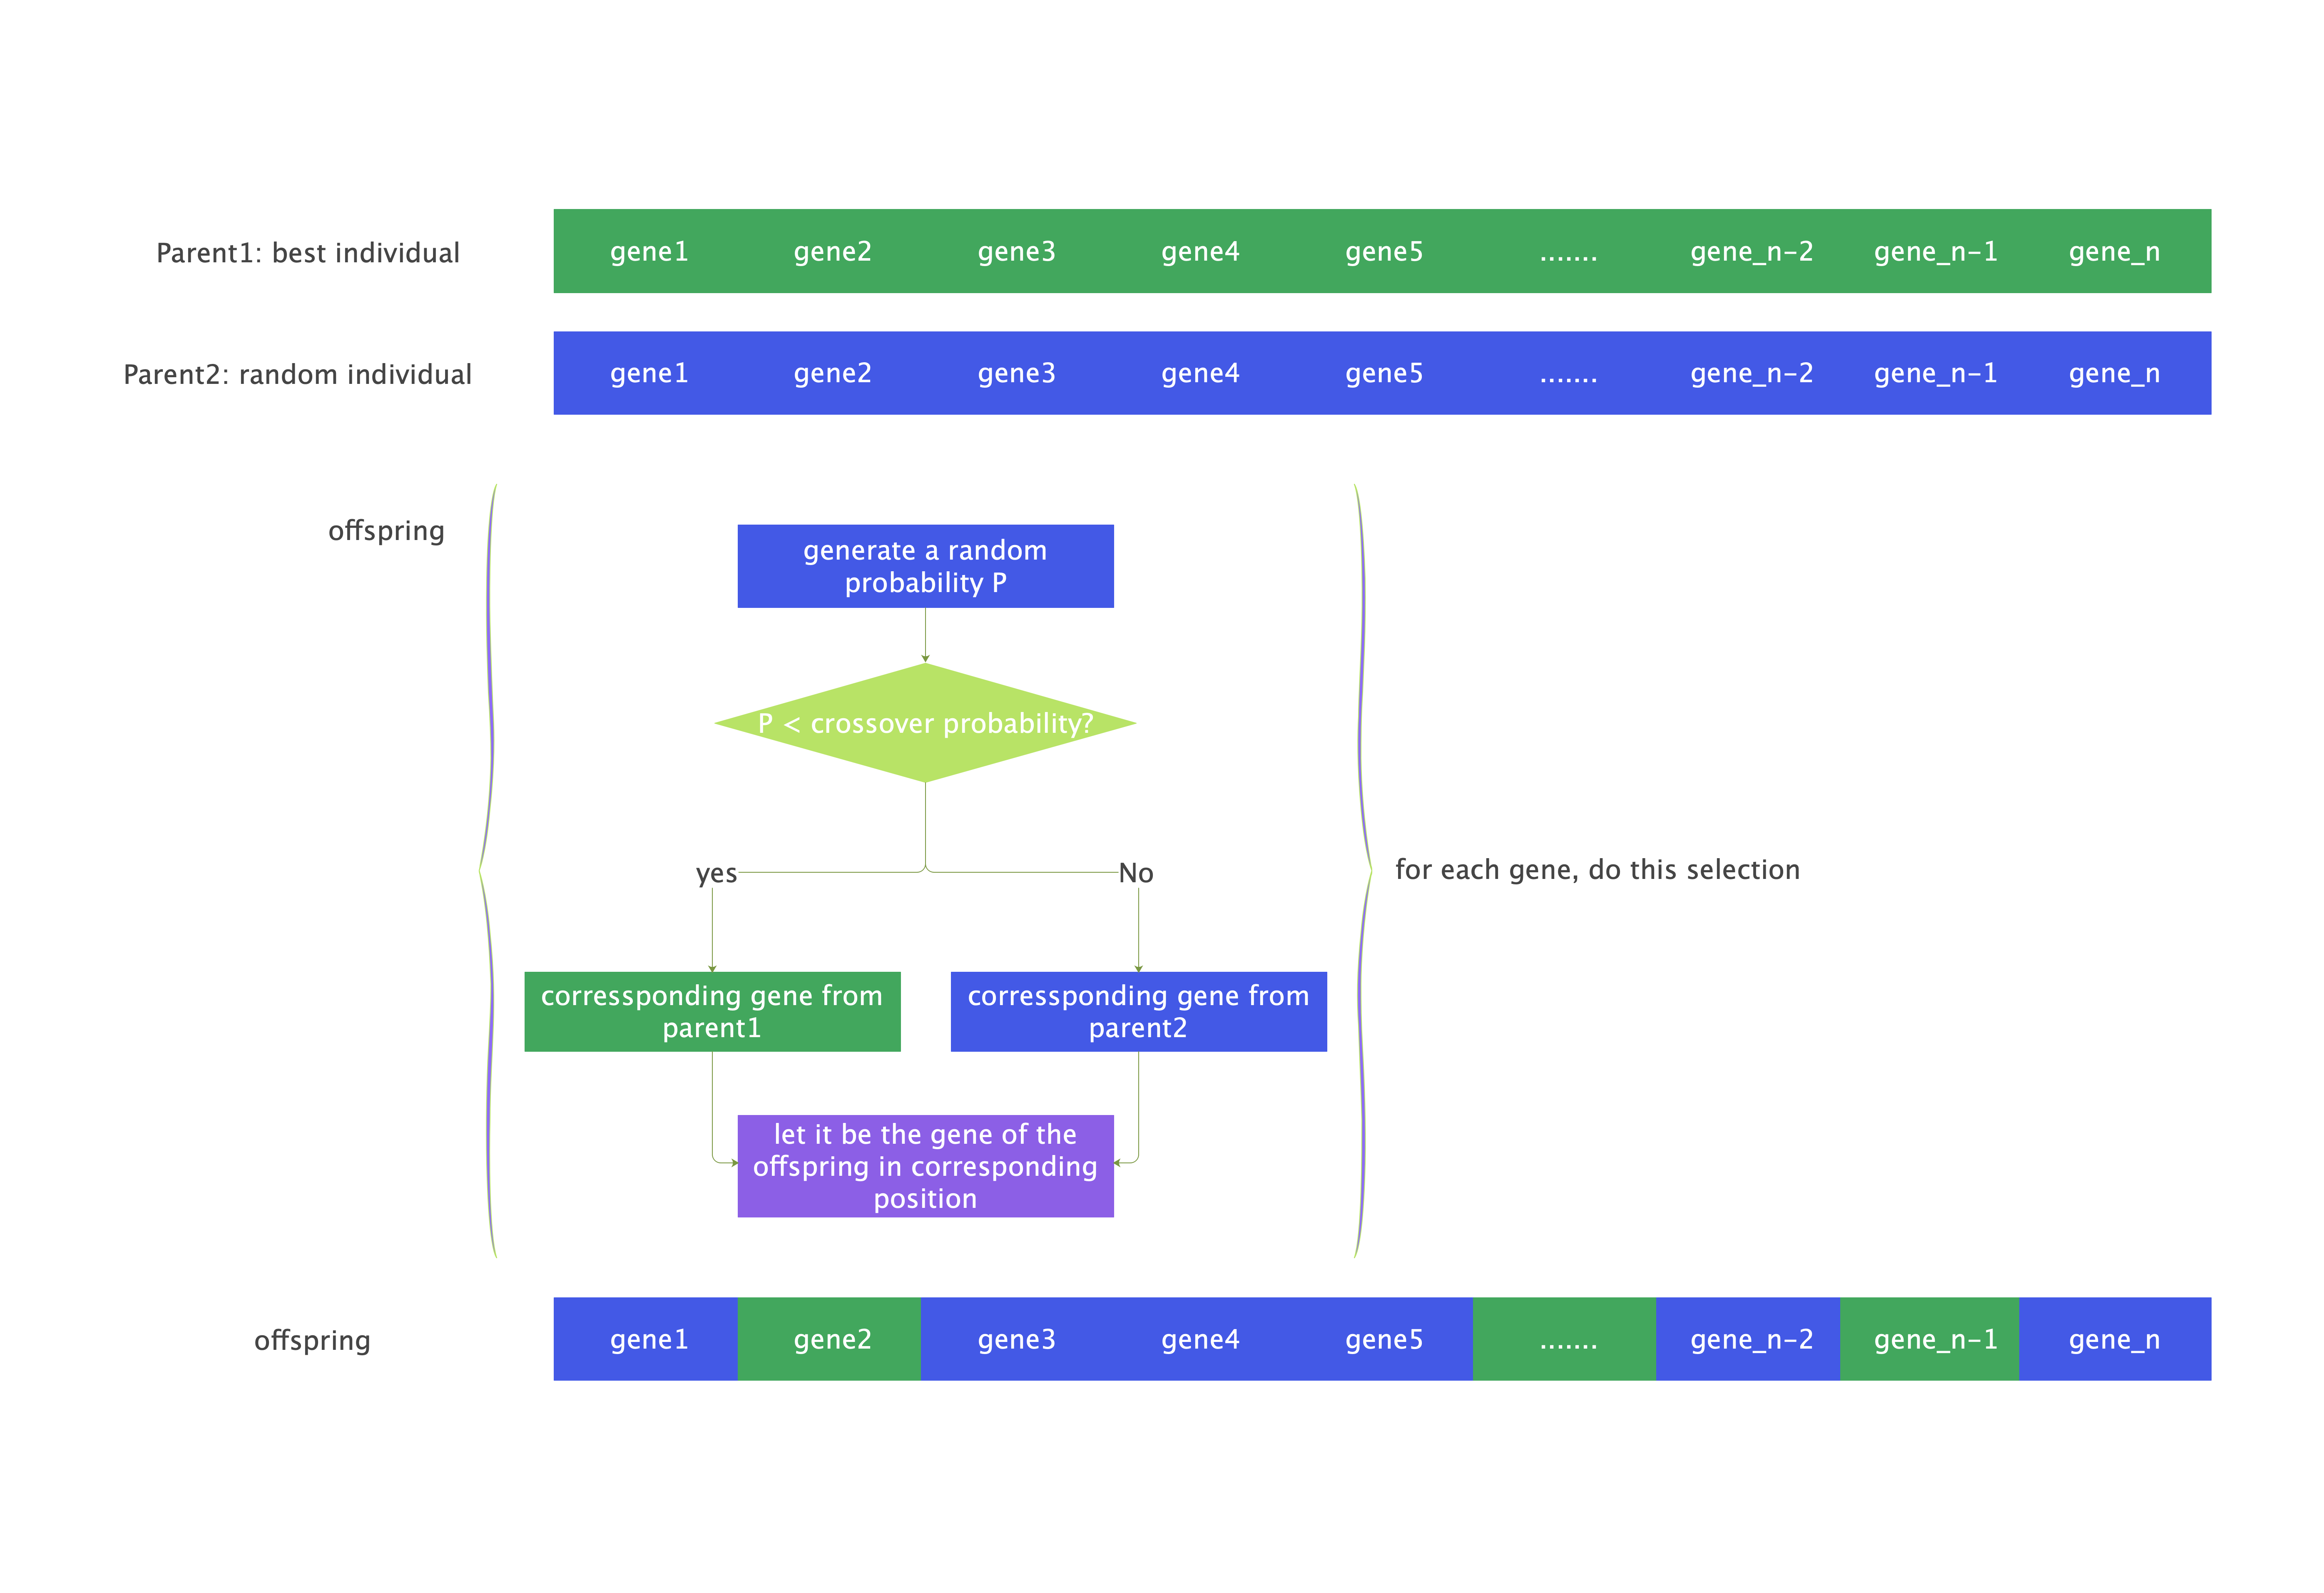 Parent1: best individual
gene1 gene2 gene3 gene4 gene5 ....... gene_n-2 gene_n-1 gene_n
Parent2: random individual
gene1 gene2 gene3 gene4 gene5 ....... gene_n-2 gene_n-1 gene_n
offspring
generate a random
probability P
P < crossover probability?
yes
No
for each gene, do this selection
corressponding gene from
parent1
corressponding gene from
parent2
let it be the gene of the
offspring in corresponding
position
offspring
gene1 gene2 gene3 gene4 gene5 ....... gene_n-2 gene_n-1 gene_n